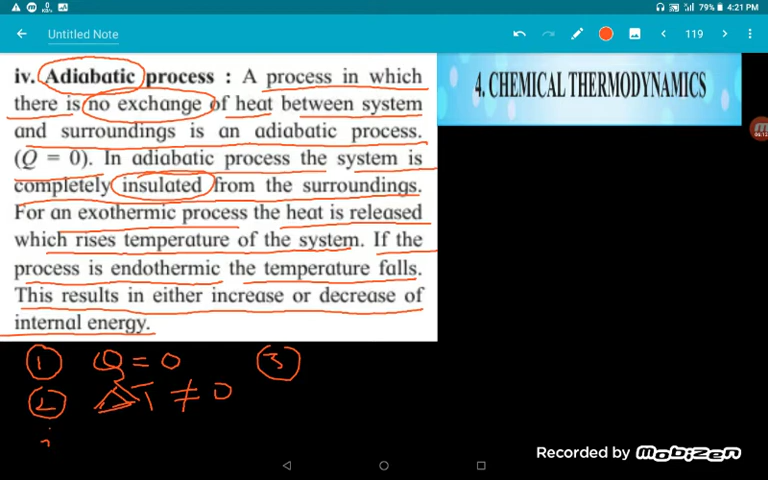 79% 4:21 PM
Untitled Note
119
iv. Adiabatic process : A process in which
there is no exchange of heat between system
and surroundings is an adiabatic process.
(Q = 0). In adiabatic process the system is
completely insulated from the surroundings.
For an exothermic process the heat is released
which rises temperature of the system. If the
process is endothermic the temperature falls.
This results in either increase or decrease of
internal energy.
4. CHEMICAL THERMODYNAMICS
1 Q = 0 3
2 ΔT ≠ 0
Recorded by Mobizen